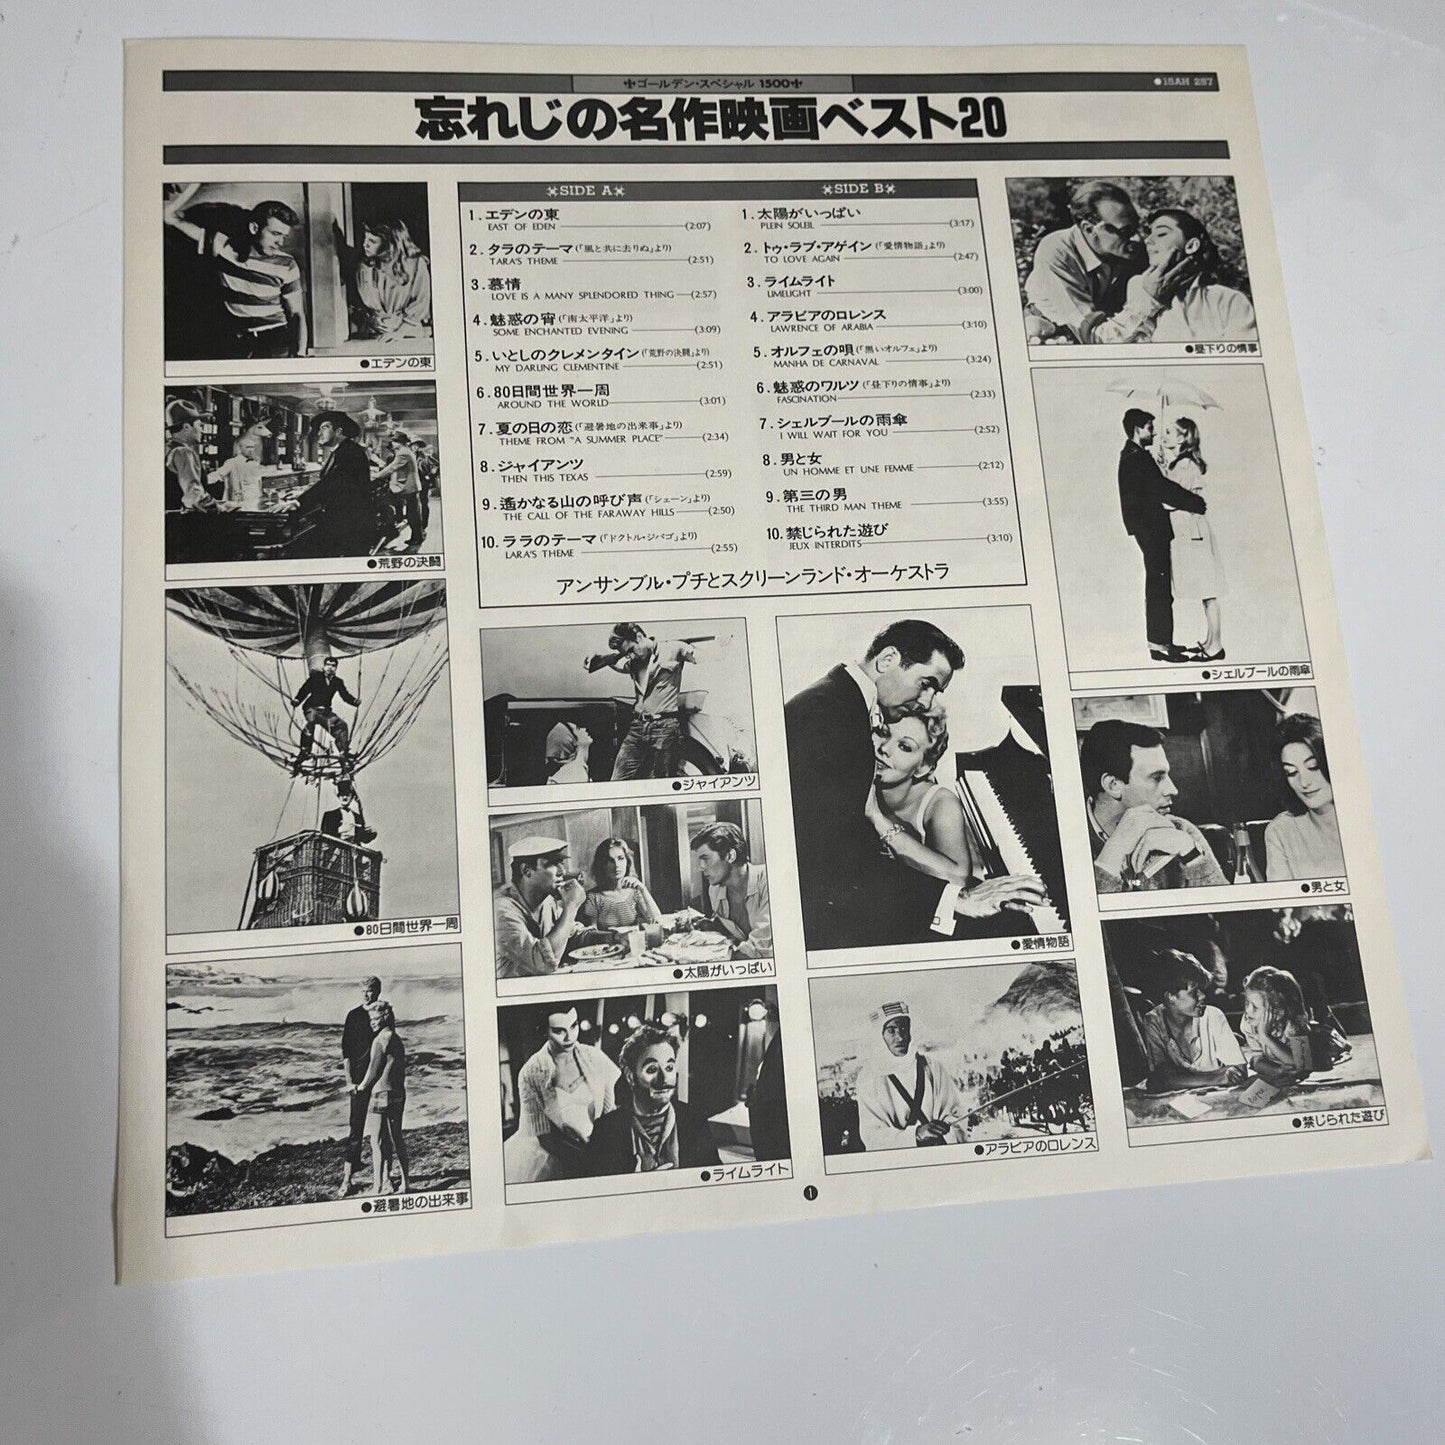 ✢ゴールデン・スペシャル 1500✢
●15AH 257
忘れじの名作映画ベスト20
SIDE A
1.エデンの東
EAST OF EDEN (2:07)
2.タラのテーマ(「風と共に去りぬ」より)
TARA'S THEME (2:51)
3.慕情
LOVE IS A MANY SPLENDORED THING (2:57)
4.魅惑の宵(「南太平洋」より)
SOME ENCHANTED EVENING (3:09)
5.いとしのクレメンタイン(「荒野の決闘」より)
MY DARLING CLEMENTINE (2:51)
6.80日間世界一周
AROUND THE WORLD (3:01)
7.夏の日の恋(「避暑地の出来事」より)
THEME FROM "A SUMMER PLACE" (2:34)
8.ジャイアンツ
THEN THIS TEXAS (2:59)
9.遙かなる山の呼び声(「シェーン」より)
THE CALL OF THE FARAWAY HILLS (2:50)
10.ララのテーマ(「ドクトル・ジバゴ」より)
LARA'S THEME (2:55)
SIDE B
1.太陽がいっぱい
PLEIN SOLEIL (3:17)
2.トゥ・ラブ・アゲイン(「愛情物語」より)
TO LOVE AGAIN (2:47)
3.ライムライト
LIMELIGHT (3:00)
4.アラビアのロレンス
LAWRENCE OF ARABIA (3:10)
5.オルフェの唄(「黒いオルフェ」より)
MANHA DE CARNAVAL (3:24)
6.魅惑のワルツ(「昼下りの情事」より)
FASCINATION (2:33)
7.シェルブールの雨傘
I WILL WAIT FOR YOU (2:52)
8.男と女
UN HOMME ET UNE FEMME (2:12)
9.第三の男
THE THIRD MAN THEME (3:55)
10.禁じられた遊び
JEUX INTERDITS (3:10)
アンサンブル・プチとスクリーンランド・オーケストラ
●エデンの東
●荒野の決闘
●80日間世界一周
●避暑地の出来事
●ジャイアンツ
●太陽がいっぱい
●ライムライト
●愛情物語
●アラビアのロレンス
●昼下りの情事
●シェルブールの雨傘
●男と女
●禁じられた遊び
1